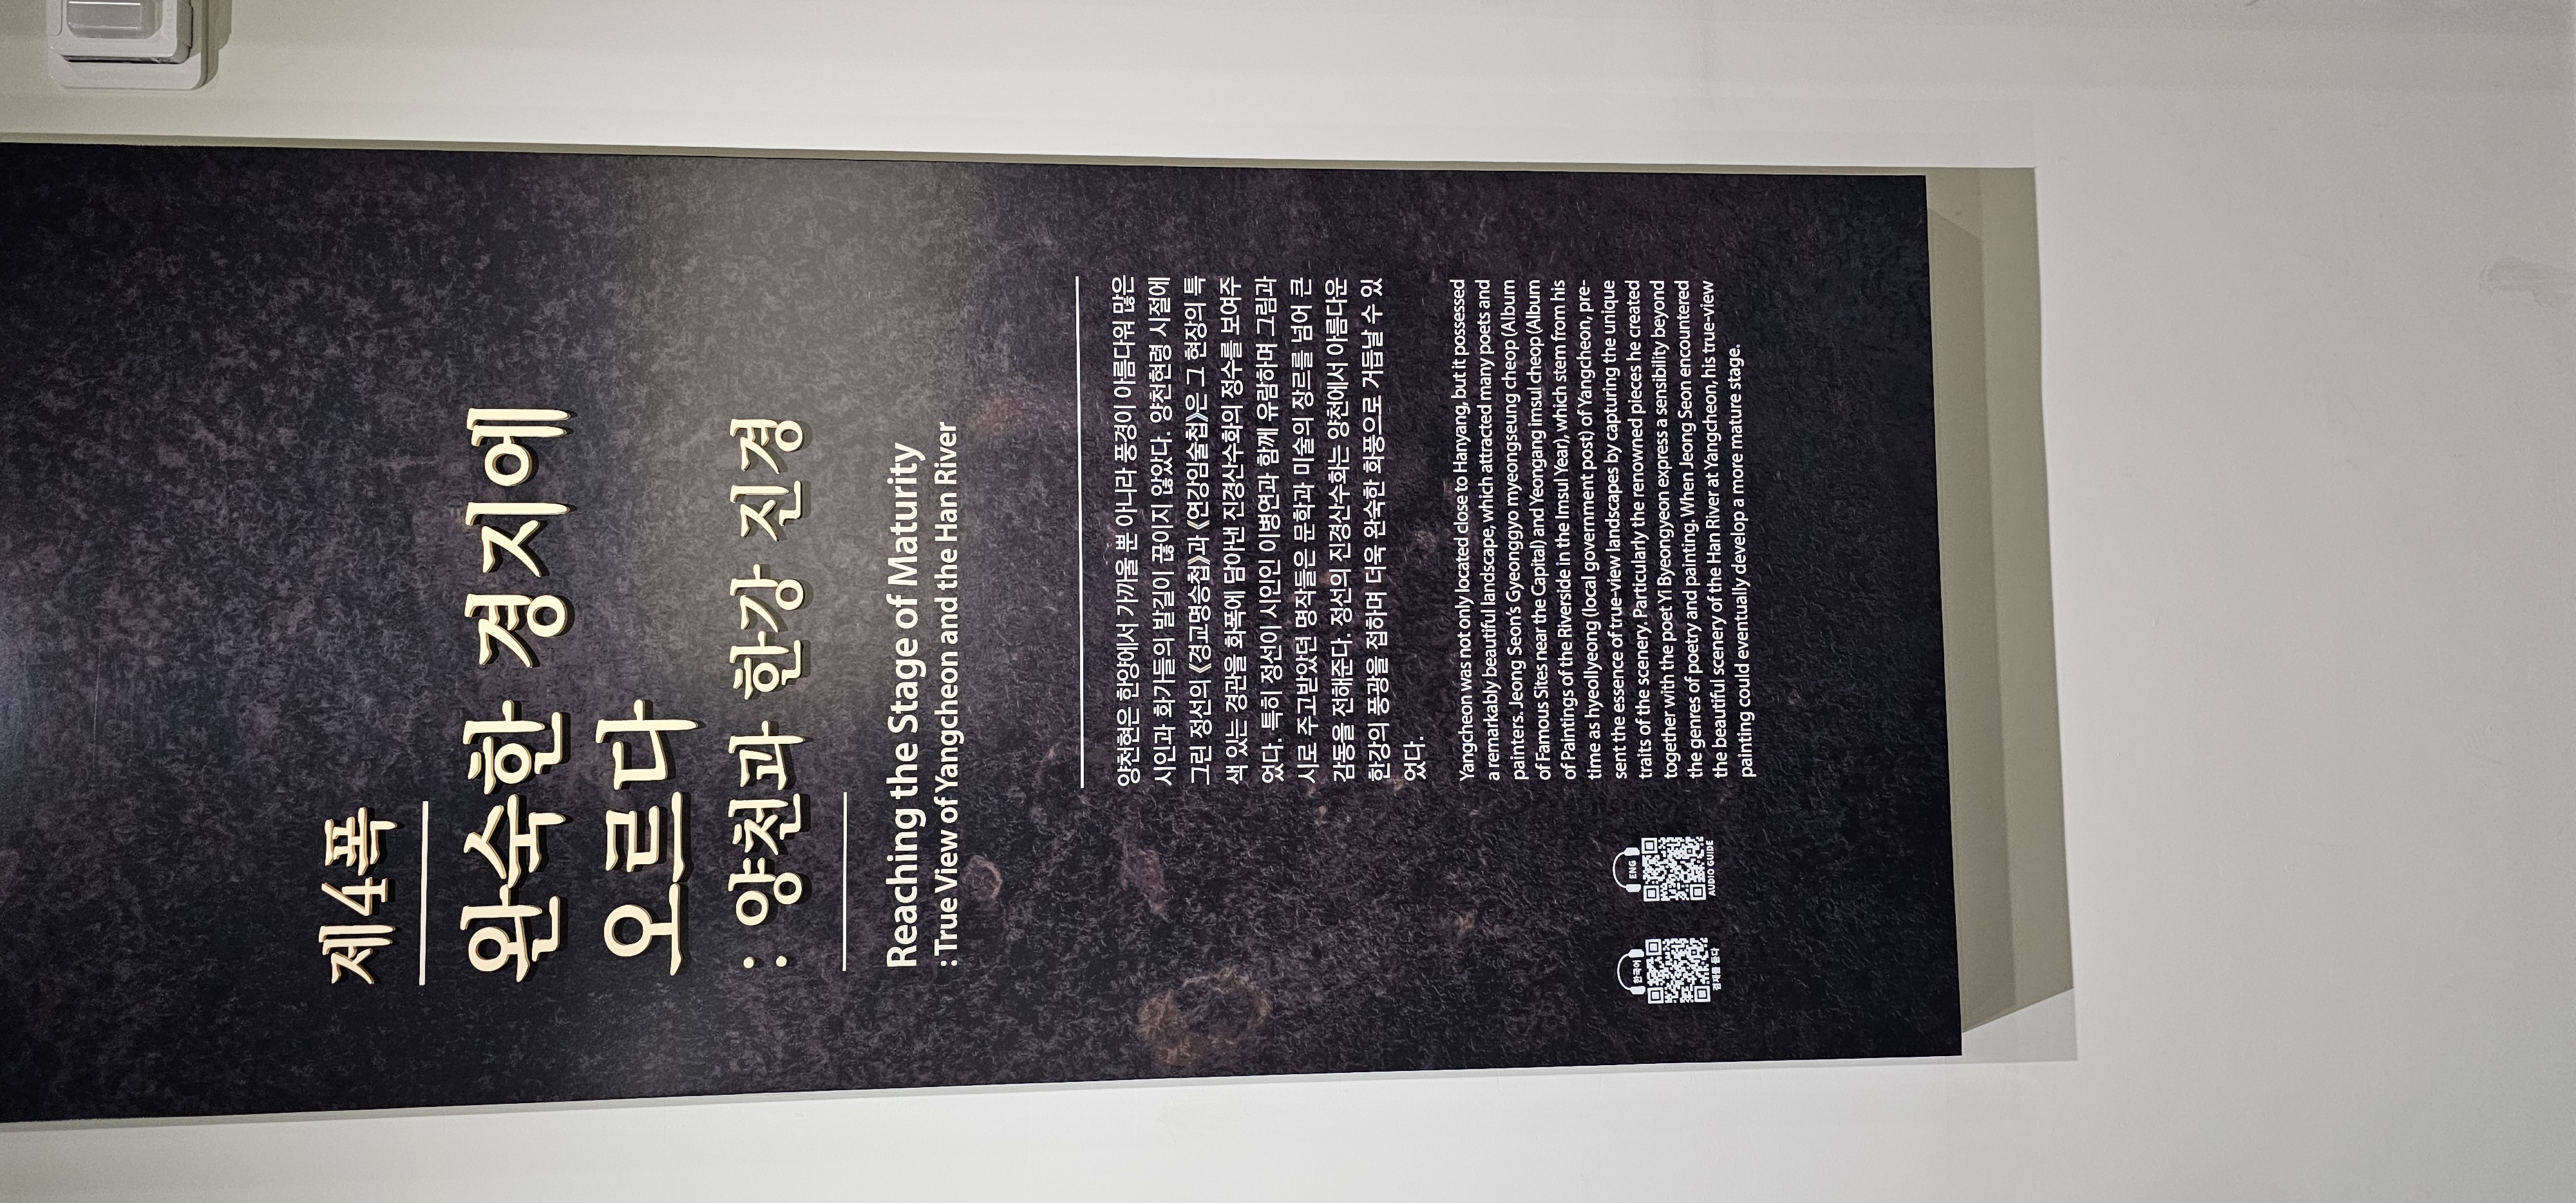 제4폭
완숙한 경지에
오르다
: 양천과 한강 진경
Reaching the Stage of Maturity
: True View of Yangcheon and the Han River
양천현은 한양에서 가까울 뿐 아니라 풍경이 아름다워 많은
시인과 화가들의 발길이 끊이지 않았다. 양천현령 시절에
그린 정선의 《경교명승첩》과 《연강임술첩》은 그 현장의 특
색 있는 경관을 화폭에 담아낸 진경산수화의 정수를 보여주
었다. 특히 정선이 시인인 이병연과 함께 유람하며 그림과
시로 주고받았던 명작들은 문학과 미술의 장르를 넘어 큰
감동을 전해준다. 정선의 진경산수화는 양천에서 아름다운
한강의 풍광을 접하며 더욱 완숙한 화풍으로 거듭날 수 있
었다.
Yangcheon was not only located close to Hanyang, but it possessed
a remarkably beautiful landscape, which attracted many poets and
painters. Jeong Seon's Gyeonggyo myeongseung cheop (Album
of Famous Sites near the Capital) and Yeongang imsul cheop (Album
of Paintings of the Riverside in the Imsul Year), which stem from his
time as hyeollyeong (local government post) of Yangcheon, pre-
sent the essence of true-view landscapes by capturing the unique
traits of the scenery. Particularly the renowned pieces he created
together with the poet Yi Byeongyeon express a sensibility beyond
the genres of poetry and painting. When Jeong Seon encountered
the beautiful scenery of the Han River at Yangcheon, his true-view
painting could eventually develop a more mature stage.
한국어
겸재를 듣다
ENG
AUDIO GUIDE